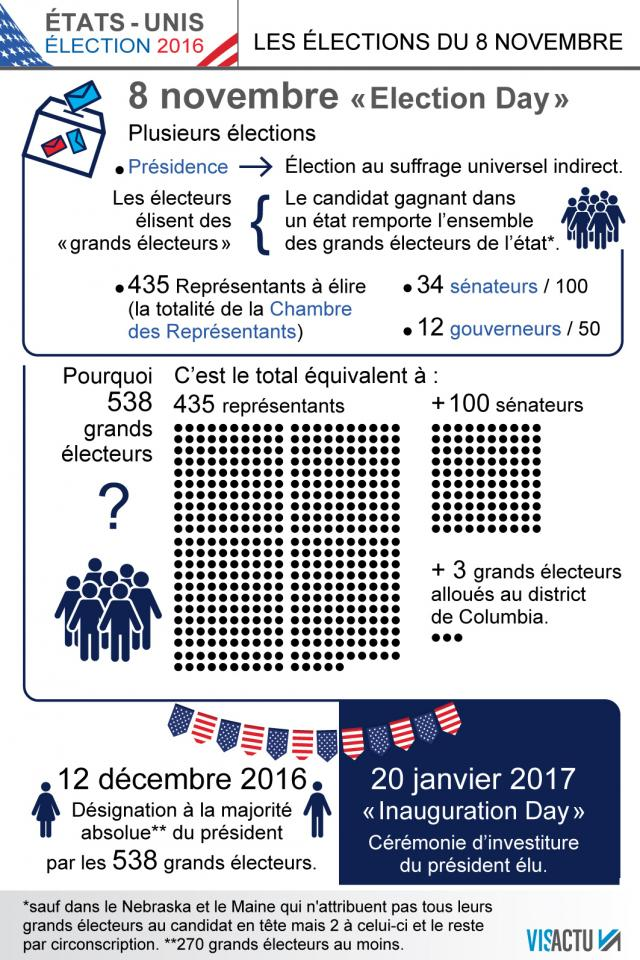 ÉTATS - UNIS
ÉLECTION 2016
LES ÉLECTIONS DU 8 NOVEMBRE
8 novembre « Election Day »
Plusieurs élections
• Présidence → Élection au suffrage universel indirect.
Les électeurs
élisent des
« grands électeurs »
{
Le candidat gagnant dans
un état remporte l'ensemble
des grands électeurs de l'état*.
• 435 Représentants à élire
(la totalité de la Chambre
des Représentants)
• 34 sénateurs / 100
• 12 gouverneurs / 50
Pourquoi
538
grands
électeurs
?
C'est le total équivalent à :
435 représentants
+ 100 sénateurs
+ 3 grands électeurs
alloués au district
de Columbia.
12 décembre 2016
Désignation à la majorité
absolue** du président
par les 538 grands électeurs.
20 janvier 2017
« Inauguration Day »
Cérémonie d'investiture
du président élu.
*sauf dans le Nebraska et le Maine qui n'attribuent pas tous leurs
grands électeurs au candidat en tête mais 2 à celui-ci et le reste
par circonscription. **270 grands électeurs au moins.
VISACTU